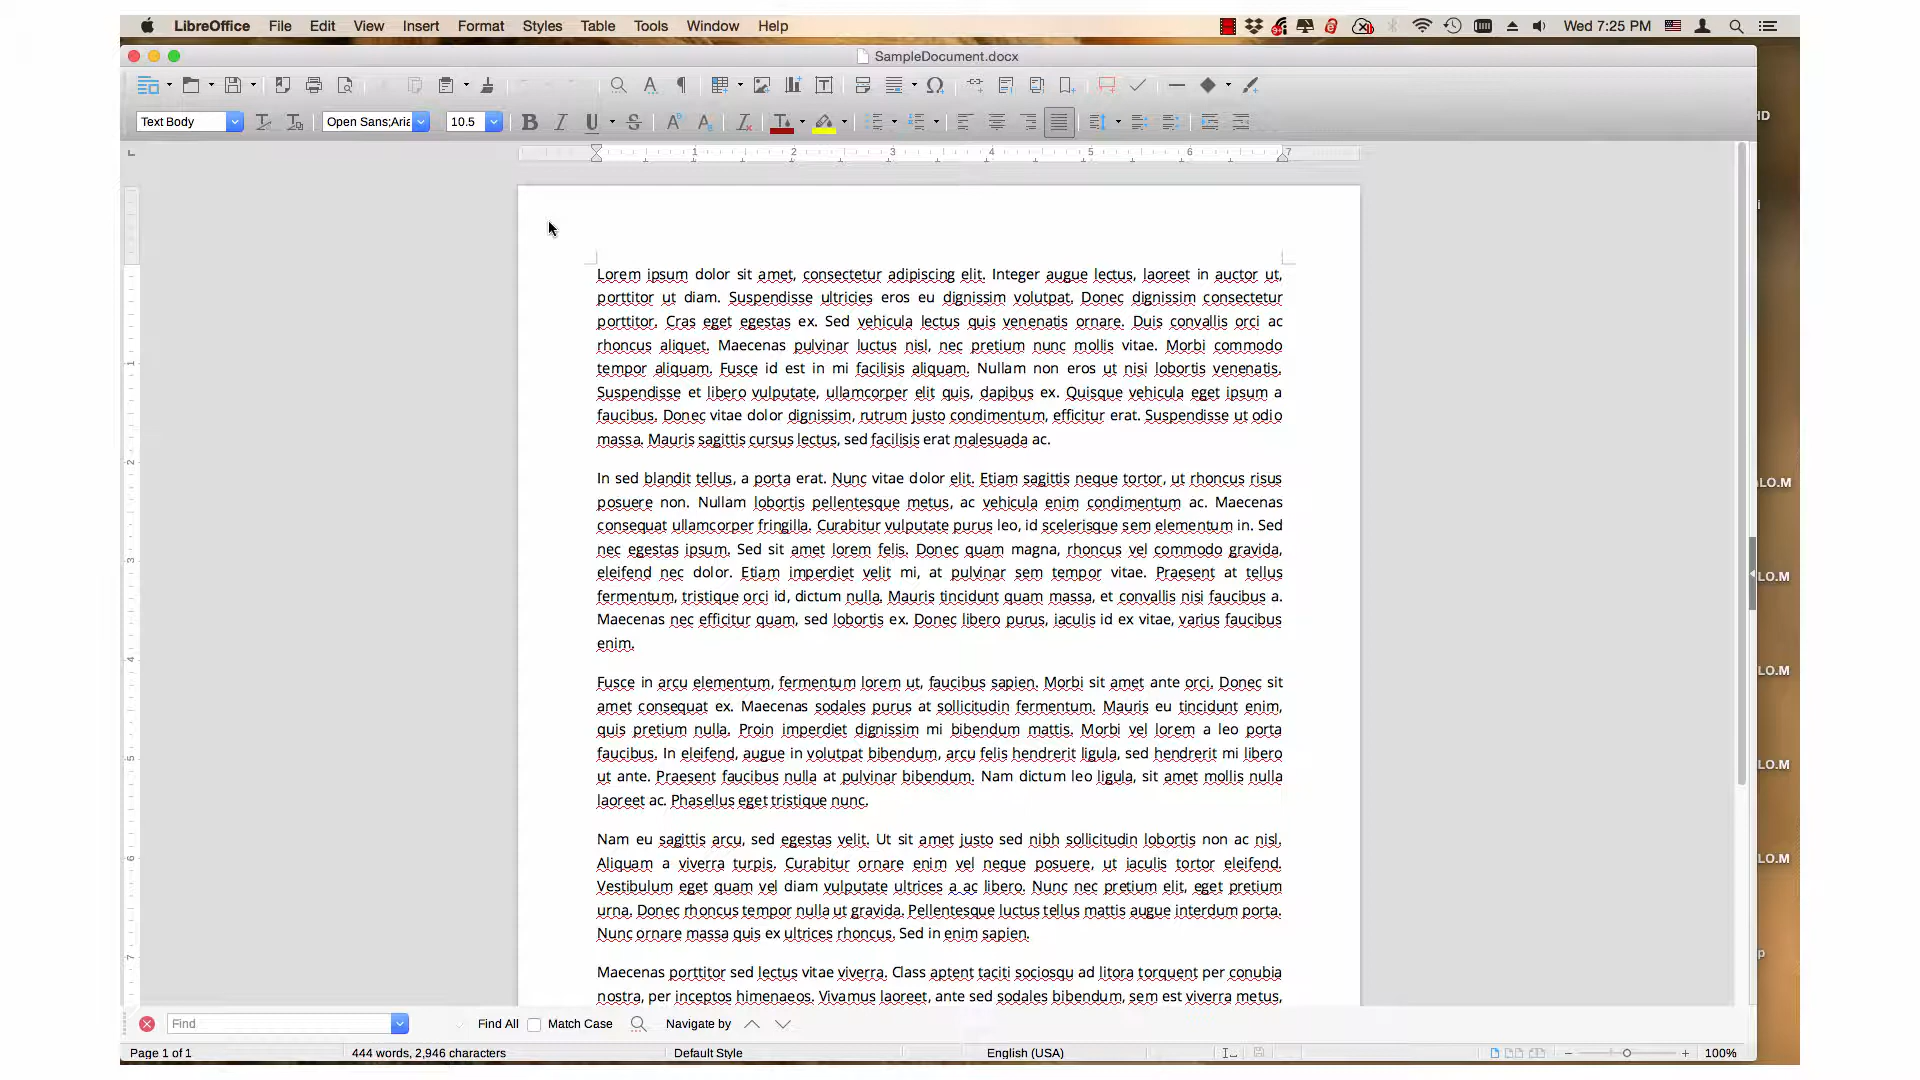 LibreOffice File Edit View Insert Format Styles Table Tools Window Help Wed 7:25 PM
SampleDocument.docx
Text Body Open Sans;Aria 10.5
1 2 3 4 5 6 7
Lorem ipsum dolor sit amet, consectetur adipiscing elit. Integer augue lectus, laoreet in auctor ut,
porttitor ut diam. Suspendisse ultricies eros eu dignissim volutpat. Donec dignissim consectetur
porttitor. Cras eget egestas ex. Sed vehicula lectus quis venenatis ornare. Duis convallis orci ac
rhoncus aliquet. Maecenas pulvinar luctus nisl, nec pretium nunc mollis vitae. Morbi commodo
tempor aliquam. Fusce id est in mi facilisis aliquam. Nullam non eros ut nisi lobortis venenatis.
Suspendisse et libero vulputate, ullamcorper elit quis, dapibus ex. Quisque vehicula eget ipsum a
faucibus. Donec vitae dolor dignissim, rutrum justo condimentum, efficitur erat. Suspendisse ut odio
massa. Mauris sagittis cursus lectus, sed facilisis erat malesuada ac.
In sed blandit tellus, a porta erat. Nunc vitae dolor elit. Etiam sagittis neque tortor, ut rhoncus risus
posuere non. Nullam lobortis pellentesque metus, ac vehicula enim condimentum ac. Maecenas
consequat ullamcorper fringilla. Curabitur vulputate purus leo, id scelerisque sem elementum in. Sed
nec egestas ipsum. Sed sit amet lorem felis. Donec quam magna, rhoncus vel commodo gravida,
eleifend nec dolor. Etiam imperdiet velit mi, at pulvinar sem tempor vitae. Praesent at tellus
fermentum, tristique orci id, dictum nulla. Mauris tincidunt quam massa, et convallis nisi faucibus a.
Maecenas nec efficitur quam, sed lobortis ex. Donec libero purus, iaculis id ex vitae, varius faucibus
enim.
Fusce in arcu elementum, fermentum lorem ut, faucibus sapien. Morbi sit amet ante orci. Donec sit
amet consequat ex. Maecenas sodales purus at sollicitudin fermentum. Mauris eu tincidunt enim,
quis pretium nulla. Proin imperdiet dignissim mi bibendum mattis. Morbi vel lorem a leo porta
faucibus. In eleifend, augue in volutpat bibendum, arcu felis hendrerit ligula, sed hendrerit mi libero
ut ante. Praesent faucibus nulla at pulvinar bibendum. Nam dictum leo ligula, sit amet mollis nulla
laoreet ac. Phasellus eget tristique nunc.
Nam eu sagittis arcu, sed egestas velit. Ut sit amet justo sed nibh sollicitudin lobortis non ac nisl.
Aliquam a viverra turpis. Curabitur ornare enim vel neque posuere, ut iaculis tortor eleifend.
Vestibulum eget quam vel diam vulputate ultrices a ac libero. Nunc nec pretium elit, eget pretium
urna. Donec rhoncus tempor nulla ut gravida. Pellentesque luctus tellus mattis augue interdum porta.
Nunc ornare massa quis ex ultrices rhoncus. Sed in enim sapien.
Maecenas porttitor sed lectus vitae viverra. Class aptent taciti sociosqu ad litora torquent per conubia
nostra, per inceptos himenaeos. Vivamus laoreet, ante sed sodales bibendum, sem est viverra metus,
1
2
3
4
5
6
7
HD
i
LO.M
LO.M
LO.M
LO.M
LO.M
p
Find Find All Match Case Navigate by
Page 1 of 1 444 words, 2,946 characters Default Style English (USA) 100%